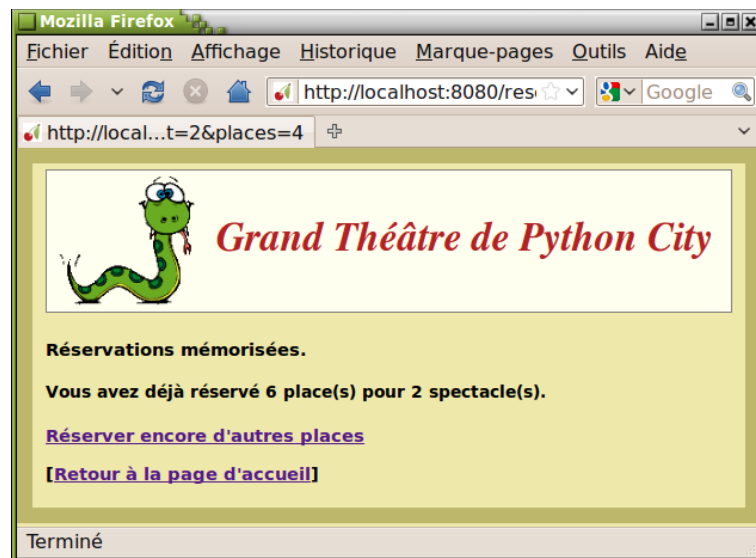 Mozilla Firefox
Fichier Édition Affichage Historique Marque-pages Outils Aide
http://localhost:8080/res Google
http://local...t=2&places=4
Grand Théâtre de Python City
Réservations mémorisées.
Vous avez déjà réservé 6 place(s) pour 2 spectacle(s).
Réserver encore d'autres places
[Retour à la page d'accueil]
Terminé